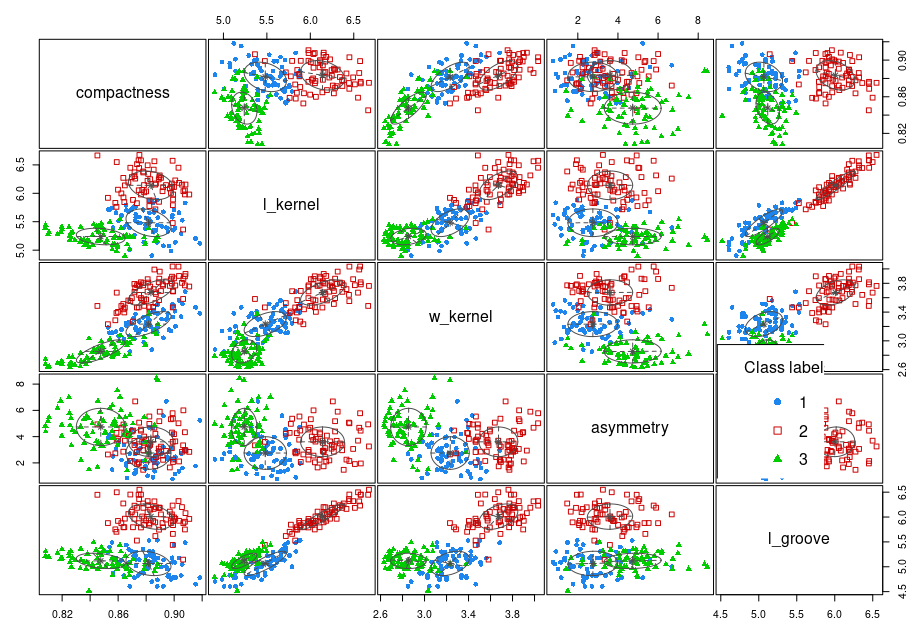 5.0 5.5 6.0 6.5 2 4 6 8
compactness
0.82 0.86 0.90
5.0 5.5 6.0 6.5
l_kernel
w_kernel
2.6 3.0 3.4 3.8
Class label
1
2
3
2 4 6 8
asymmetry
l_groove
4.5 5.0 5.5 6.0 6.5
0.82 0.86 0.90 2.6 3.0 3.4 3.8 4.5 5.0 5.5 6.0 6.5